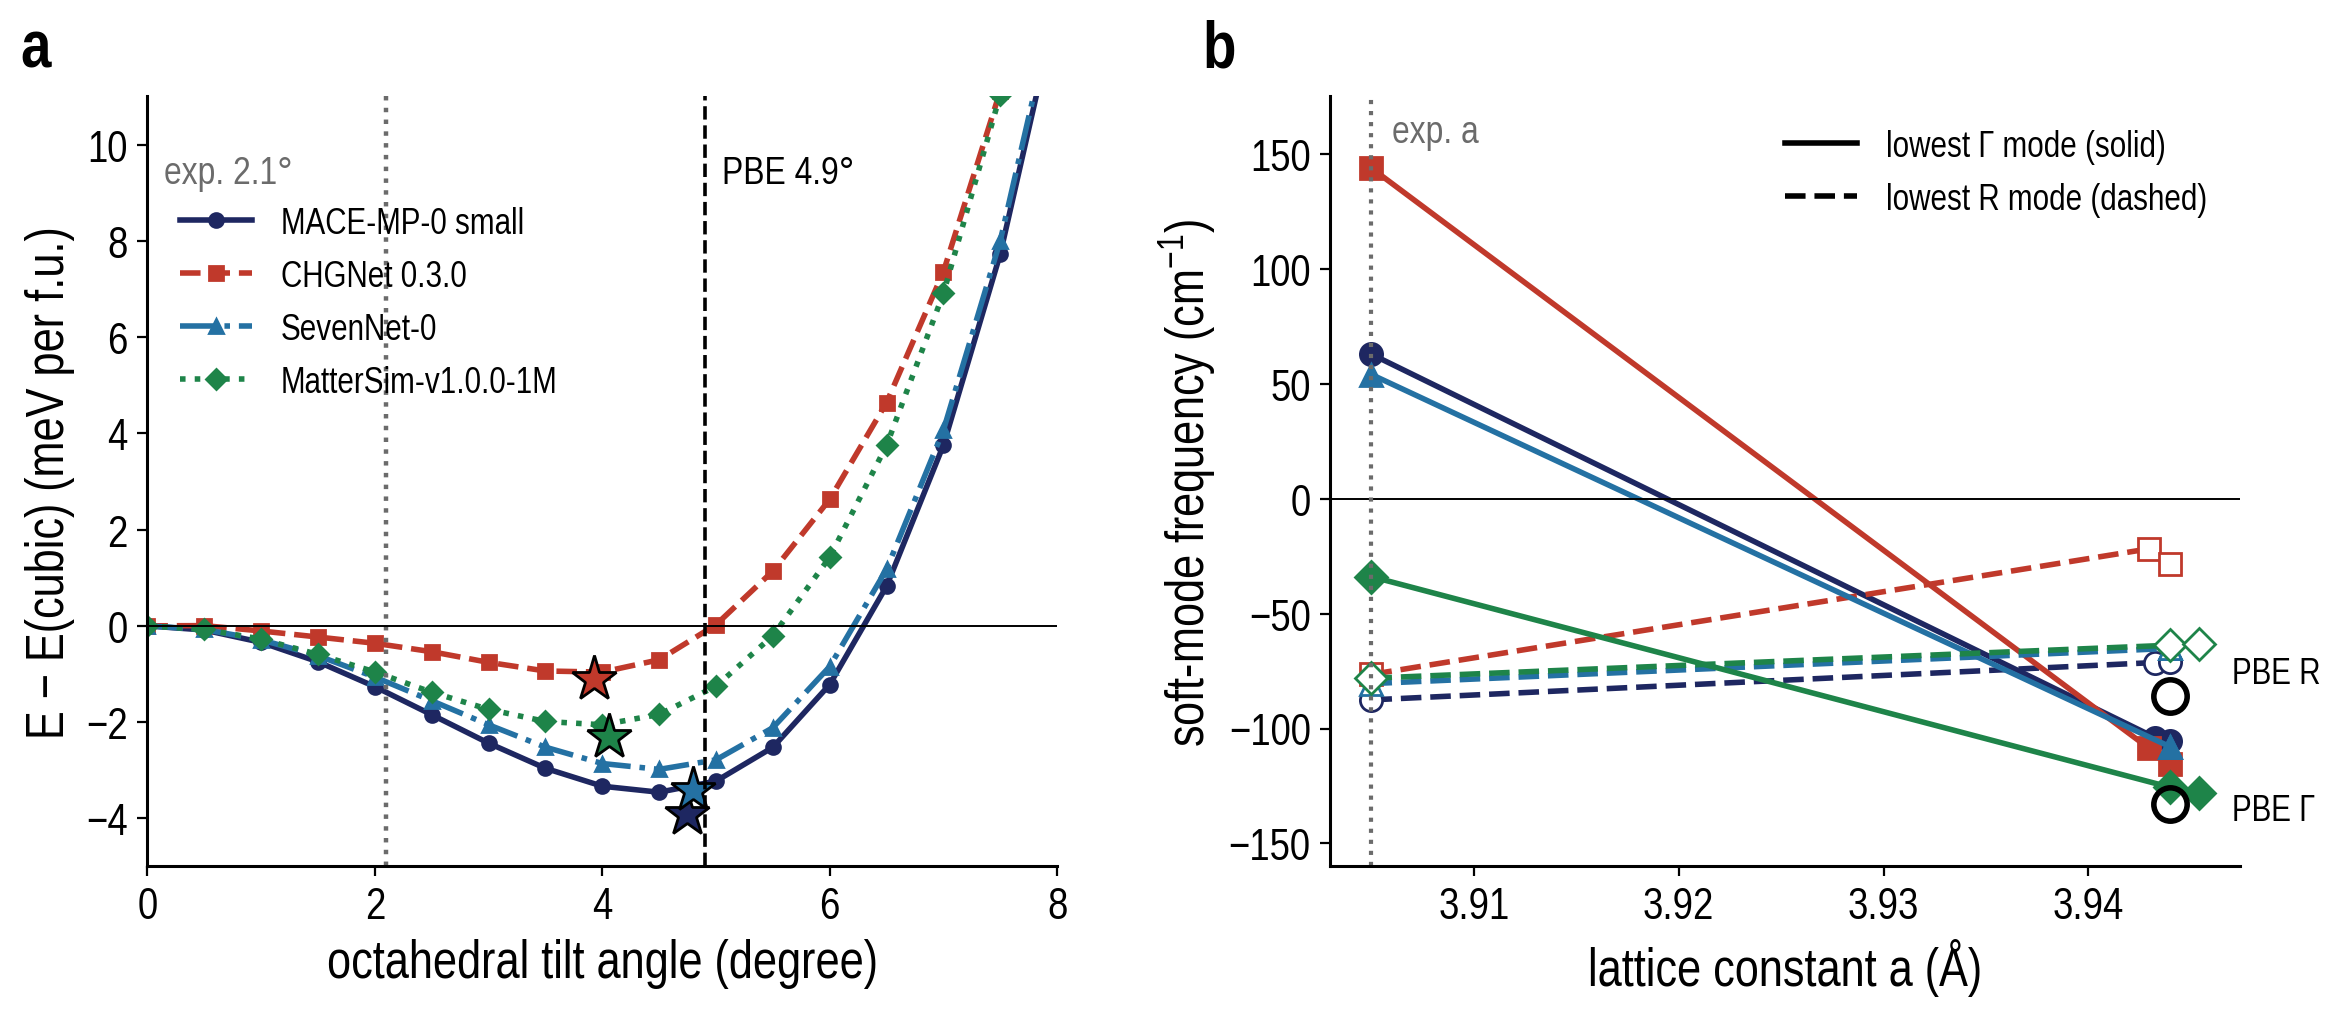 a
exp. 2.1°
PBE 4.9°
MACE-MP-0 small
CHGNet 0.3.0
SevenNet-0
MatterSim-v1.0.0-1M
E − E(cubic) (meV per f.u.)
10
8
6
4
2
0
−2
−4
0 2 4 6 8
octahedral tilt angle (degree)
b
exp. a
lowest Γ mode (solid)
lowest R mode (dashed)
soft-mode frequency (cm⁻¹)
150
100
50
0
−50
−100
−150
PBE R
PBE Γ
3.91 3.92 3.93 3.94
lattice constant a (Å)